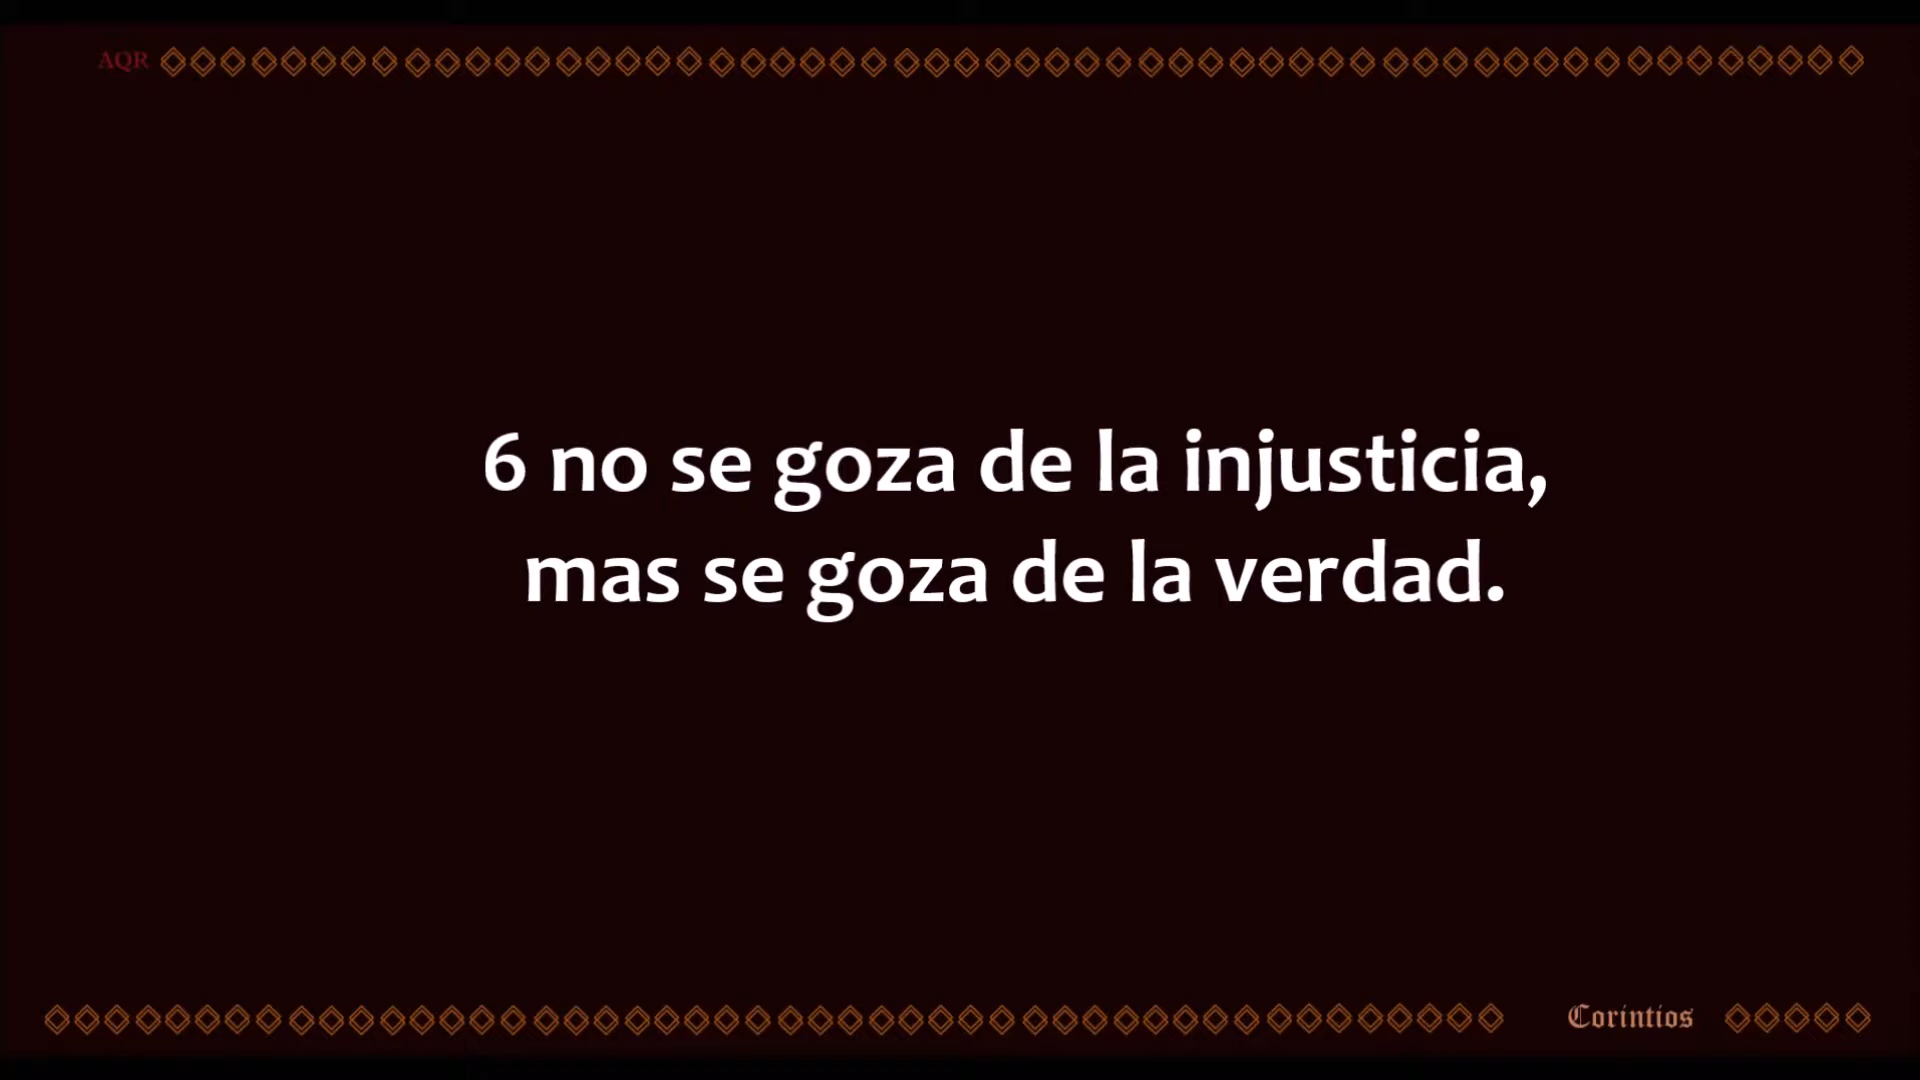 AQR
6 no se goza de la injusticia,
mas se goza de la verdad.
Corintios